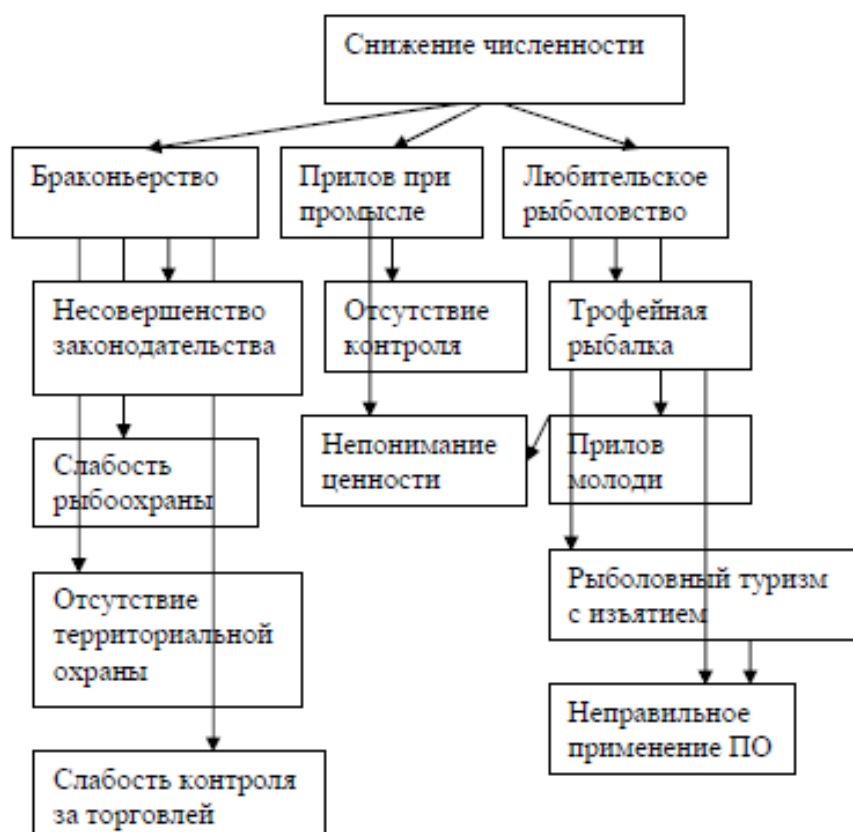 Снижение численности
Браконьерство
Прилов при
промысле
Любительское
рыболовство
Несовершенство
законодательства
Отсутствие
контроля
Трофейная
рыбалка
Слабость
рыбоохраны
Непонимание
ценности
Прилов
молоди
Отсутствие
территориальной
охраны
Рыболовный туризм
с изъятием
Неправильное
применение ПО
Слабость контроля
за торговлей